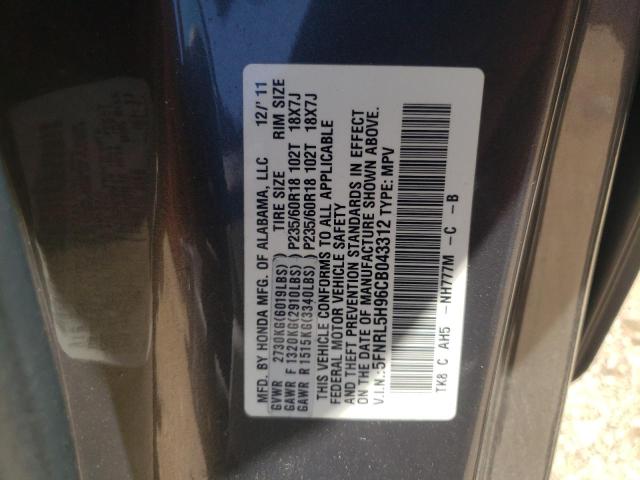 MFD. BY HONDA MFG. OF ALABAMA, LLC 12/'11
GVWR 2730KG(6019LBS) TIRE SIZE RIM SIZE
GAWR F 1320KG(2910LBS) P235/60R18 102T 18X7J
GAWR R 1515KG(3340LBS) P235/60R18 102T 18X7J
THIS VEHICLE CONFORMS TO ALL APPLICABLE
FEDERAL MOTOR VEHICLE SAFETY
AND THEFT PREVENTION STANDARDS IN EFFECT
ON THE DATE OF MANUFACTURE SHOWN ABOVE.
V.I.N.:5FNRL5H96CB043312 TYPE: MPV
TK8 C AH5 -NH777M -C -B